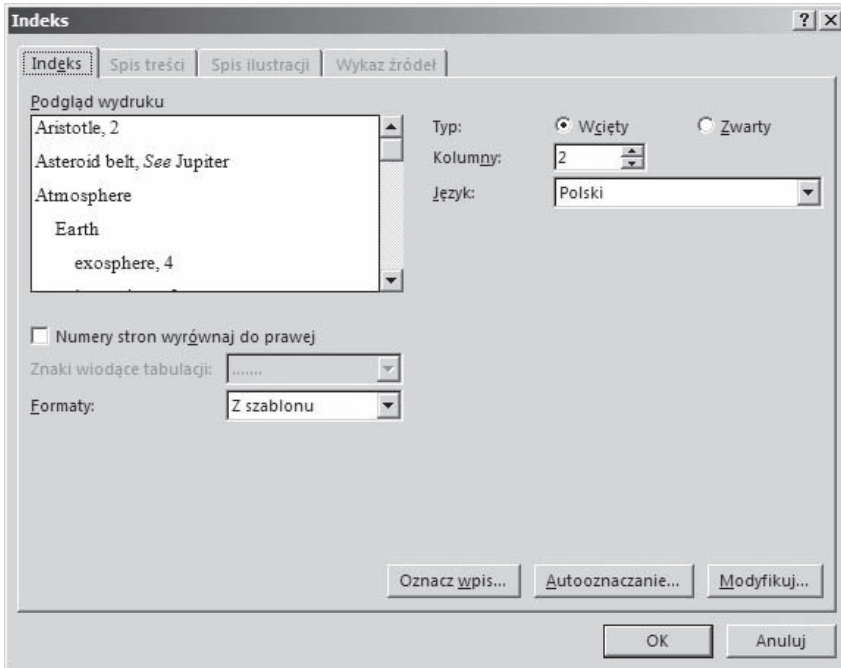 Indeks
Indeks Spis treści Spis ilustracji Wykaz źródeł
Podgląd wydruku
Aristotle, 2
Asteroid belt, See Jupiter
Atmosphere
Earth
exosphere, 4
Typ: Wcięty Zwarty
Kolumny: 2
Język: Polski
Numery stron wyrównaj do prawej
Znaki wiodące tabulacji: .......
Formaty: Z szablonu
Oznacz wpis... Autooznaczanie... Modyfikuj...
OK Anuluj